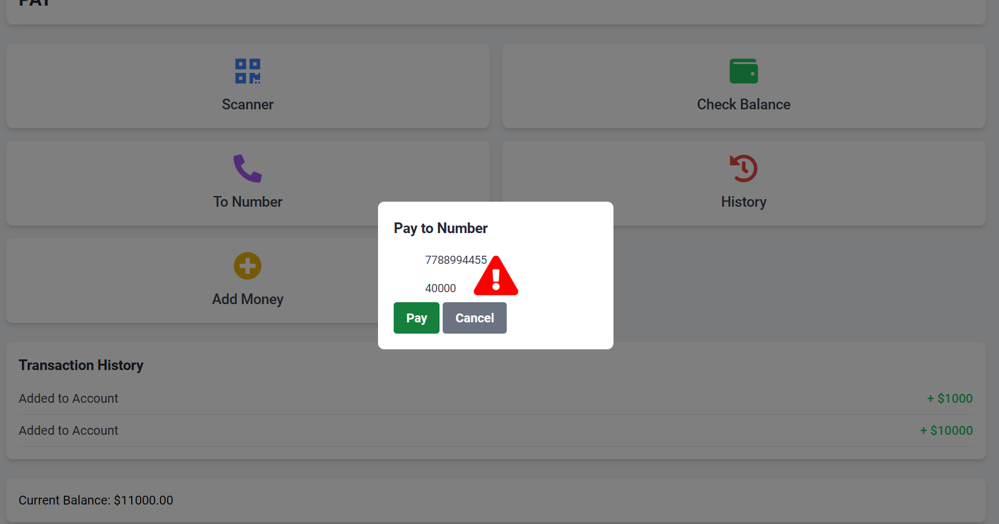 PAY
Scanner
Check Balance
To Number
History
Pay to Number
7788994455
40000
Add Money
Pay
Cancel
Transaction History
Added to Account
+ $1000
Added to Account
+ $10000
Current Balance: $11000.00